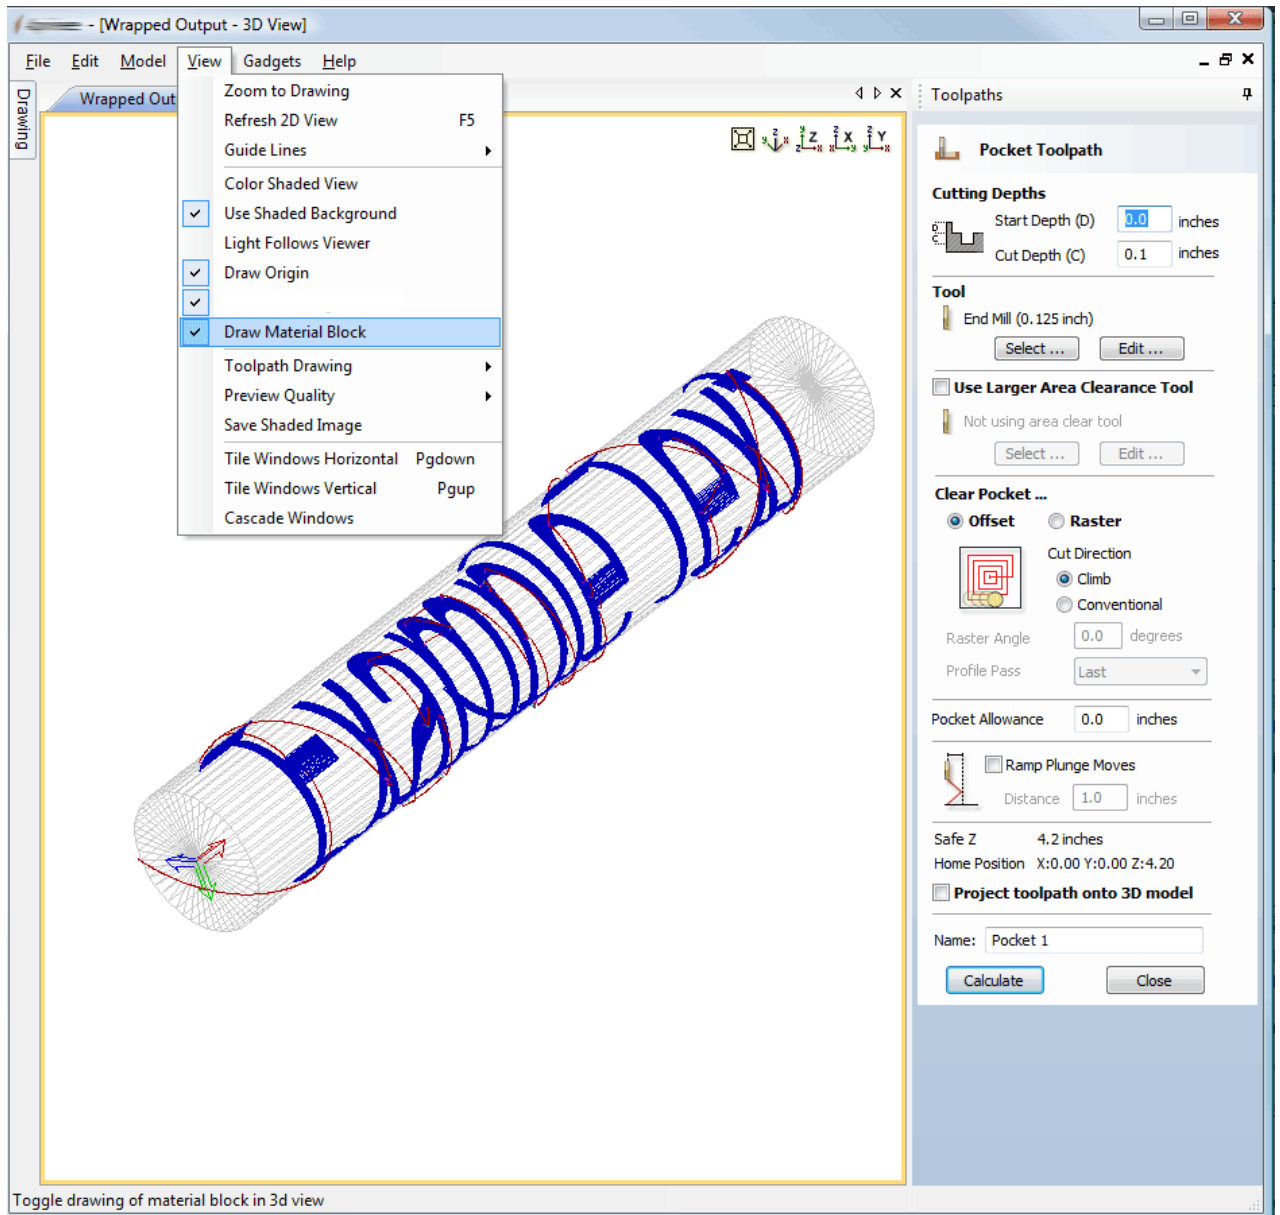 - [Wrapped Output - 3D View]
File Edit Model View Gadgets Help
Drawing
Wrapped Out
Zoom to Drawing
Refresh 2D View F5
Guide Lines
Color Shaded View
Use Shaded Background
Light Follows Viewer
Draw Origin
Draw Material Block
Toolpath Drawing
Preview Quality
Save Shaded Image
Tile Windows Horizontal Pgdown
Tile Windows Vertical Pgup
Cascade Windows
Toolpaths
Pocket Toolpath
Cutting Depths
Start Depth (D) 0.0 inches
Cut Depth (C) 0.1 inches
Tool
End Mill (0.125 inch)
Select ... Edit ...
Use Larger Area Clearance Tool
Not using area clear tool
Select ... Edit ...
Clear Pocket ...
Offset Raster
Cut Direction
Climb
Conventional
Raster Angle 0.0 degrees
Profile Pass Last
Pocket Allowance 0.0 inches
Ramp Plunge Moves
Distance 1.0 inches
Safe Z 4.2 inches
Home Position X:0.00 Y:0.00 Z:4.20
Project toolpath onto 3D model
Name: Pocket 1
Calculate Close
Toggle drawing of material block in 3d view